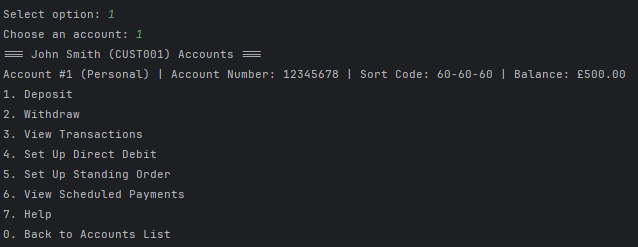 Select option: 1
Choose an account: 1
=== John Smith (CUST001) Accounts ===
Account #1 (Personal) | Account Number: 12345678 | Sort Code: 60-60-60 | Balance: £500.00
1. Deposit
2. Withdraw
3. View Transactions
4. Set Up Direct Debit
5. Set Up Standing Order
6. View Scheduled Payments
7. Help
0. Back to Accounts List